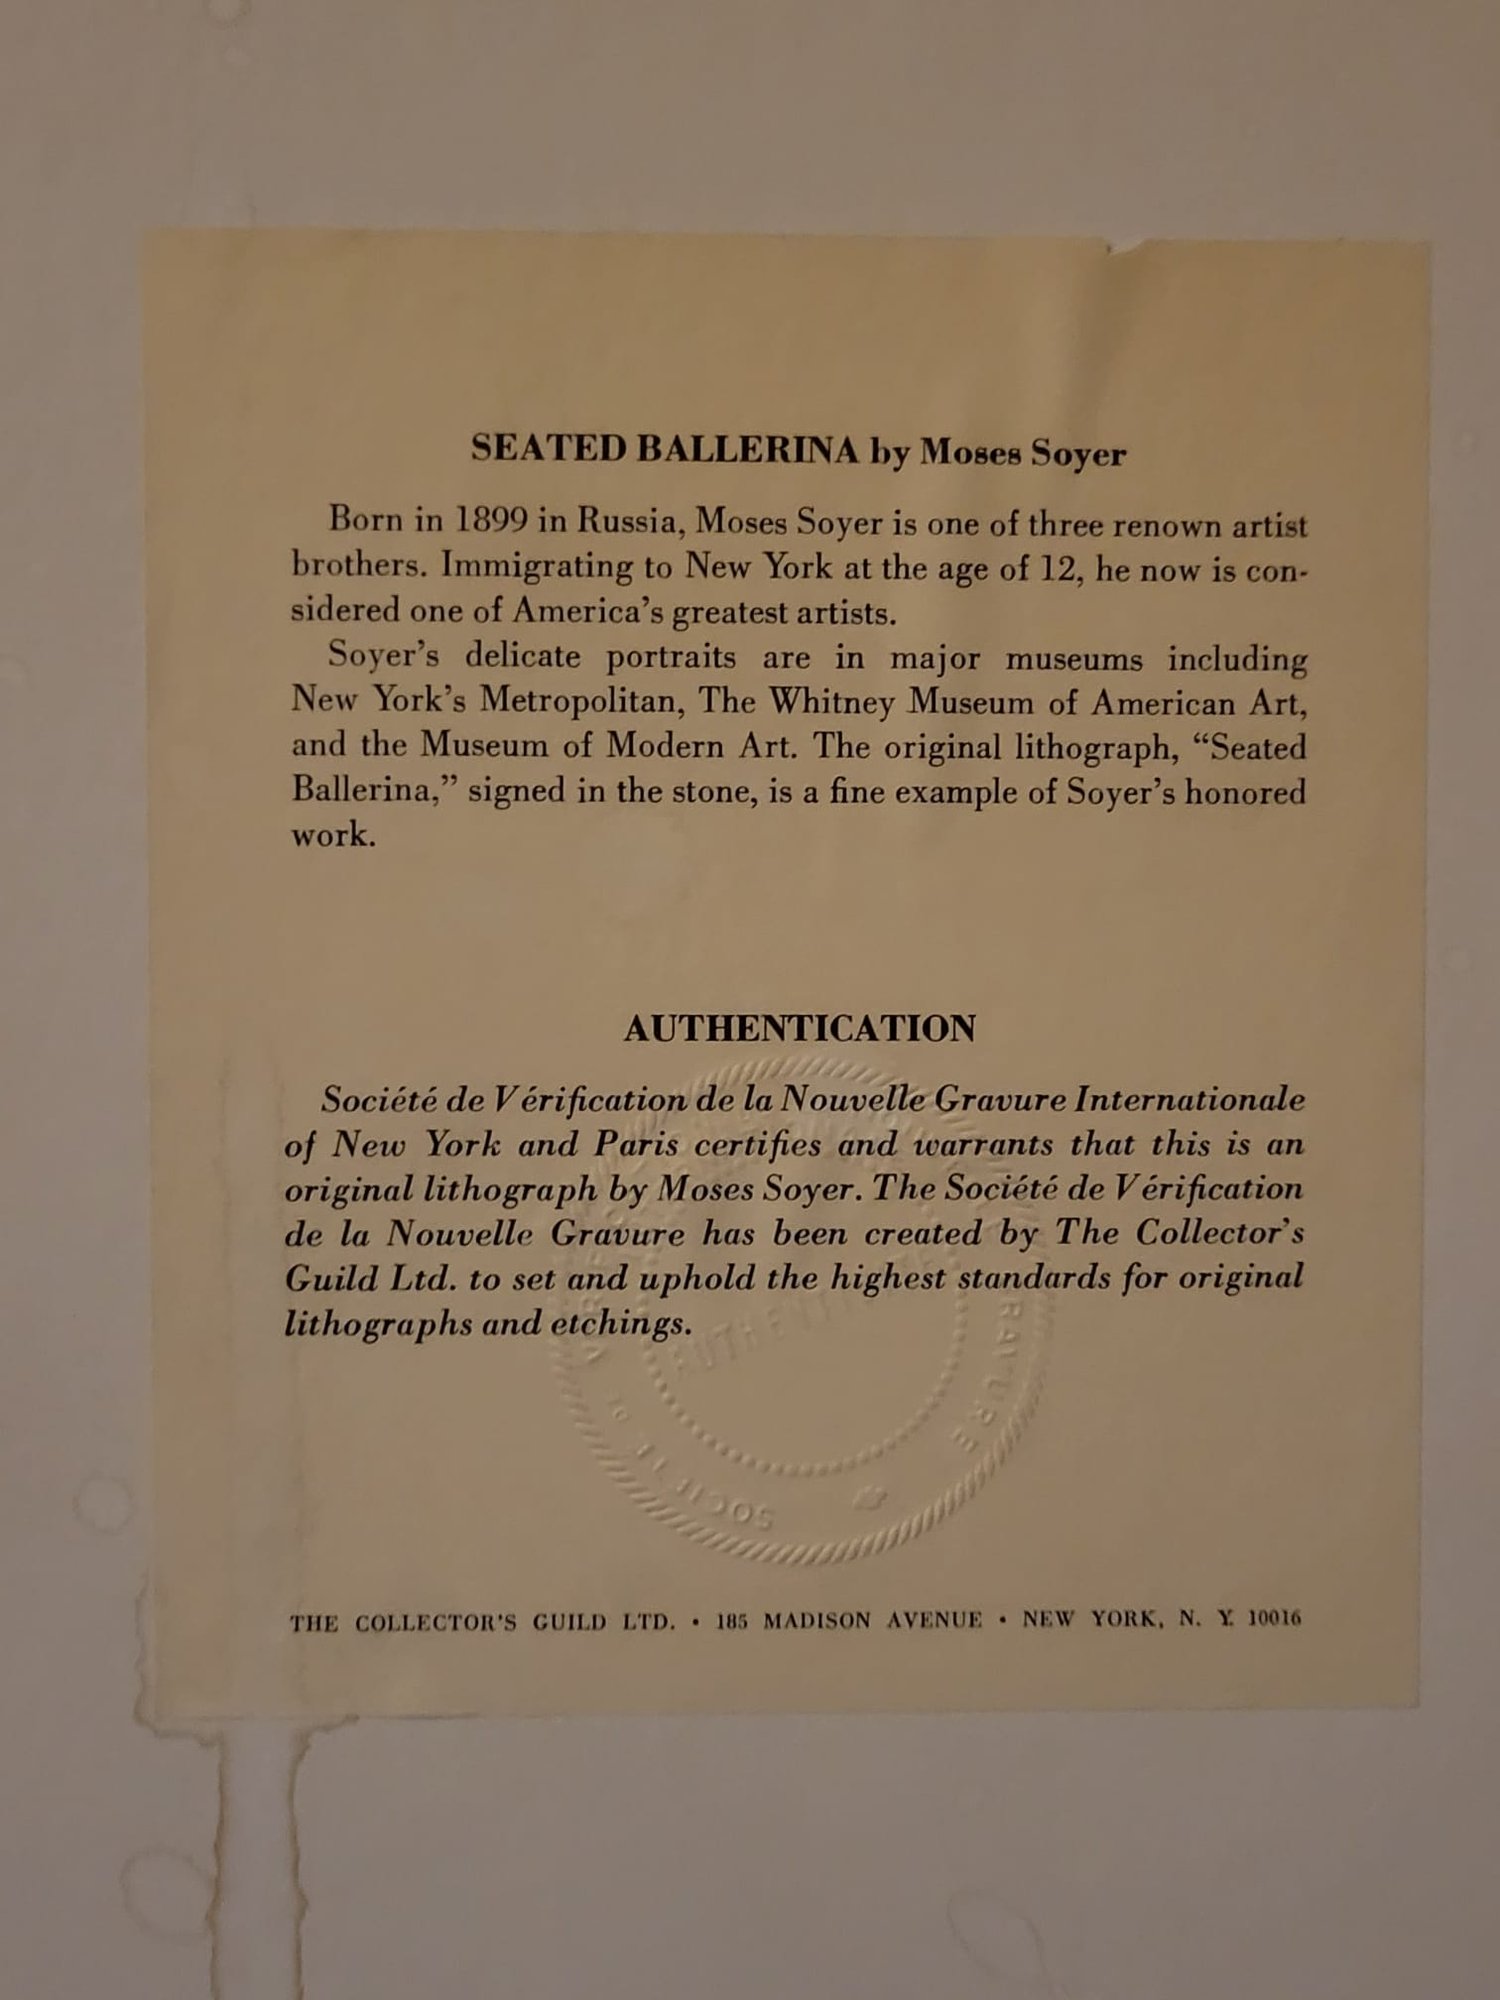 SEATED BALLERINA by Moses Soyer
Born in 1899 in Russia, Moses Soyer is one of three renown artist
brothers. Immigrating to New York at the age of 12, he now is con-
sidered one of America's greatest artists.
Soyer's delicate portraits are in major museums including
New York's Metropolitan, The Whitney Museum of American Art,
and the Museum of Modern Art. The original lithograph, “Seated
Ballerina,” signed in the stone, is a fine example of Soyer's honored
work.
AUTHENTICATION
Société de Vérification de la Nouvelle Gravure Internationale
of New York and Paris certifies and warrants that this is an
original lithograph by Moses Soyer. The Société de Vérification
de la Nouvelle Gravure has been created by The Collector's
Guild Ltd. to set and uphold the highest standards for original
lithographs and etchings.
THE COLLECTOR'S GUILD LTD. • 185 MADISON AVENUE • NEW YORK, N. Y. 10016